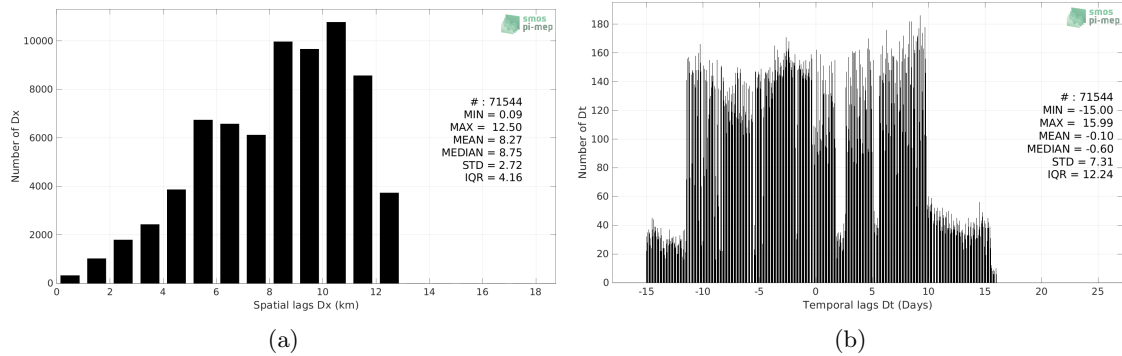 smos
pi-mep
10000
8000
6000
4000
2000
0
Number of Dx
# : 71544
MIN = 0.09
MAX = 12.50
MEAN = 8.27
MEDIAN = 8.75
STD = 2.72
IQR = 4.16
0 2 4 6 8 10 12 14 16 18
Spatial lags Dx (km)
(a)
smos
pi-mep
180
160
140
120
100
80
60
40
20
0
Number of Dt
# : 71544
MIN = -15.00
MAX = 15.99
MEAN = -0.10
MEDIAN = -0.60
STD = 7.31
IQR = 12.24
-15 -10 -5 0 5 10 15 20 25
Temporal lags Dt (Days)
(b)